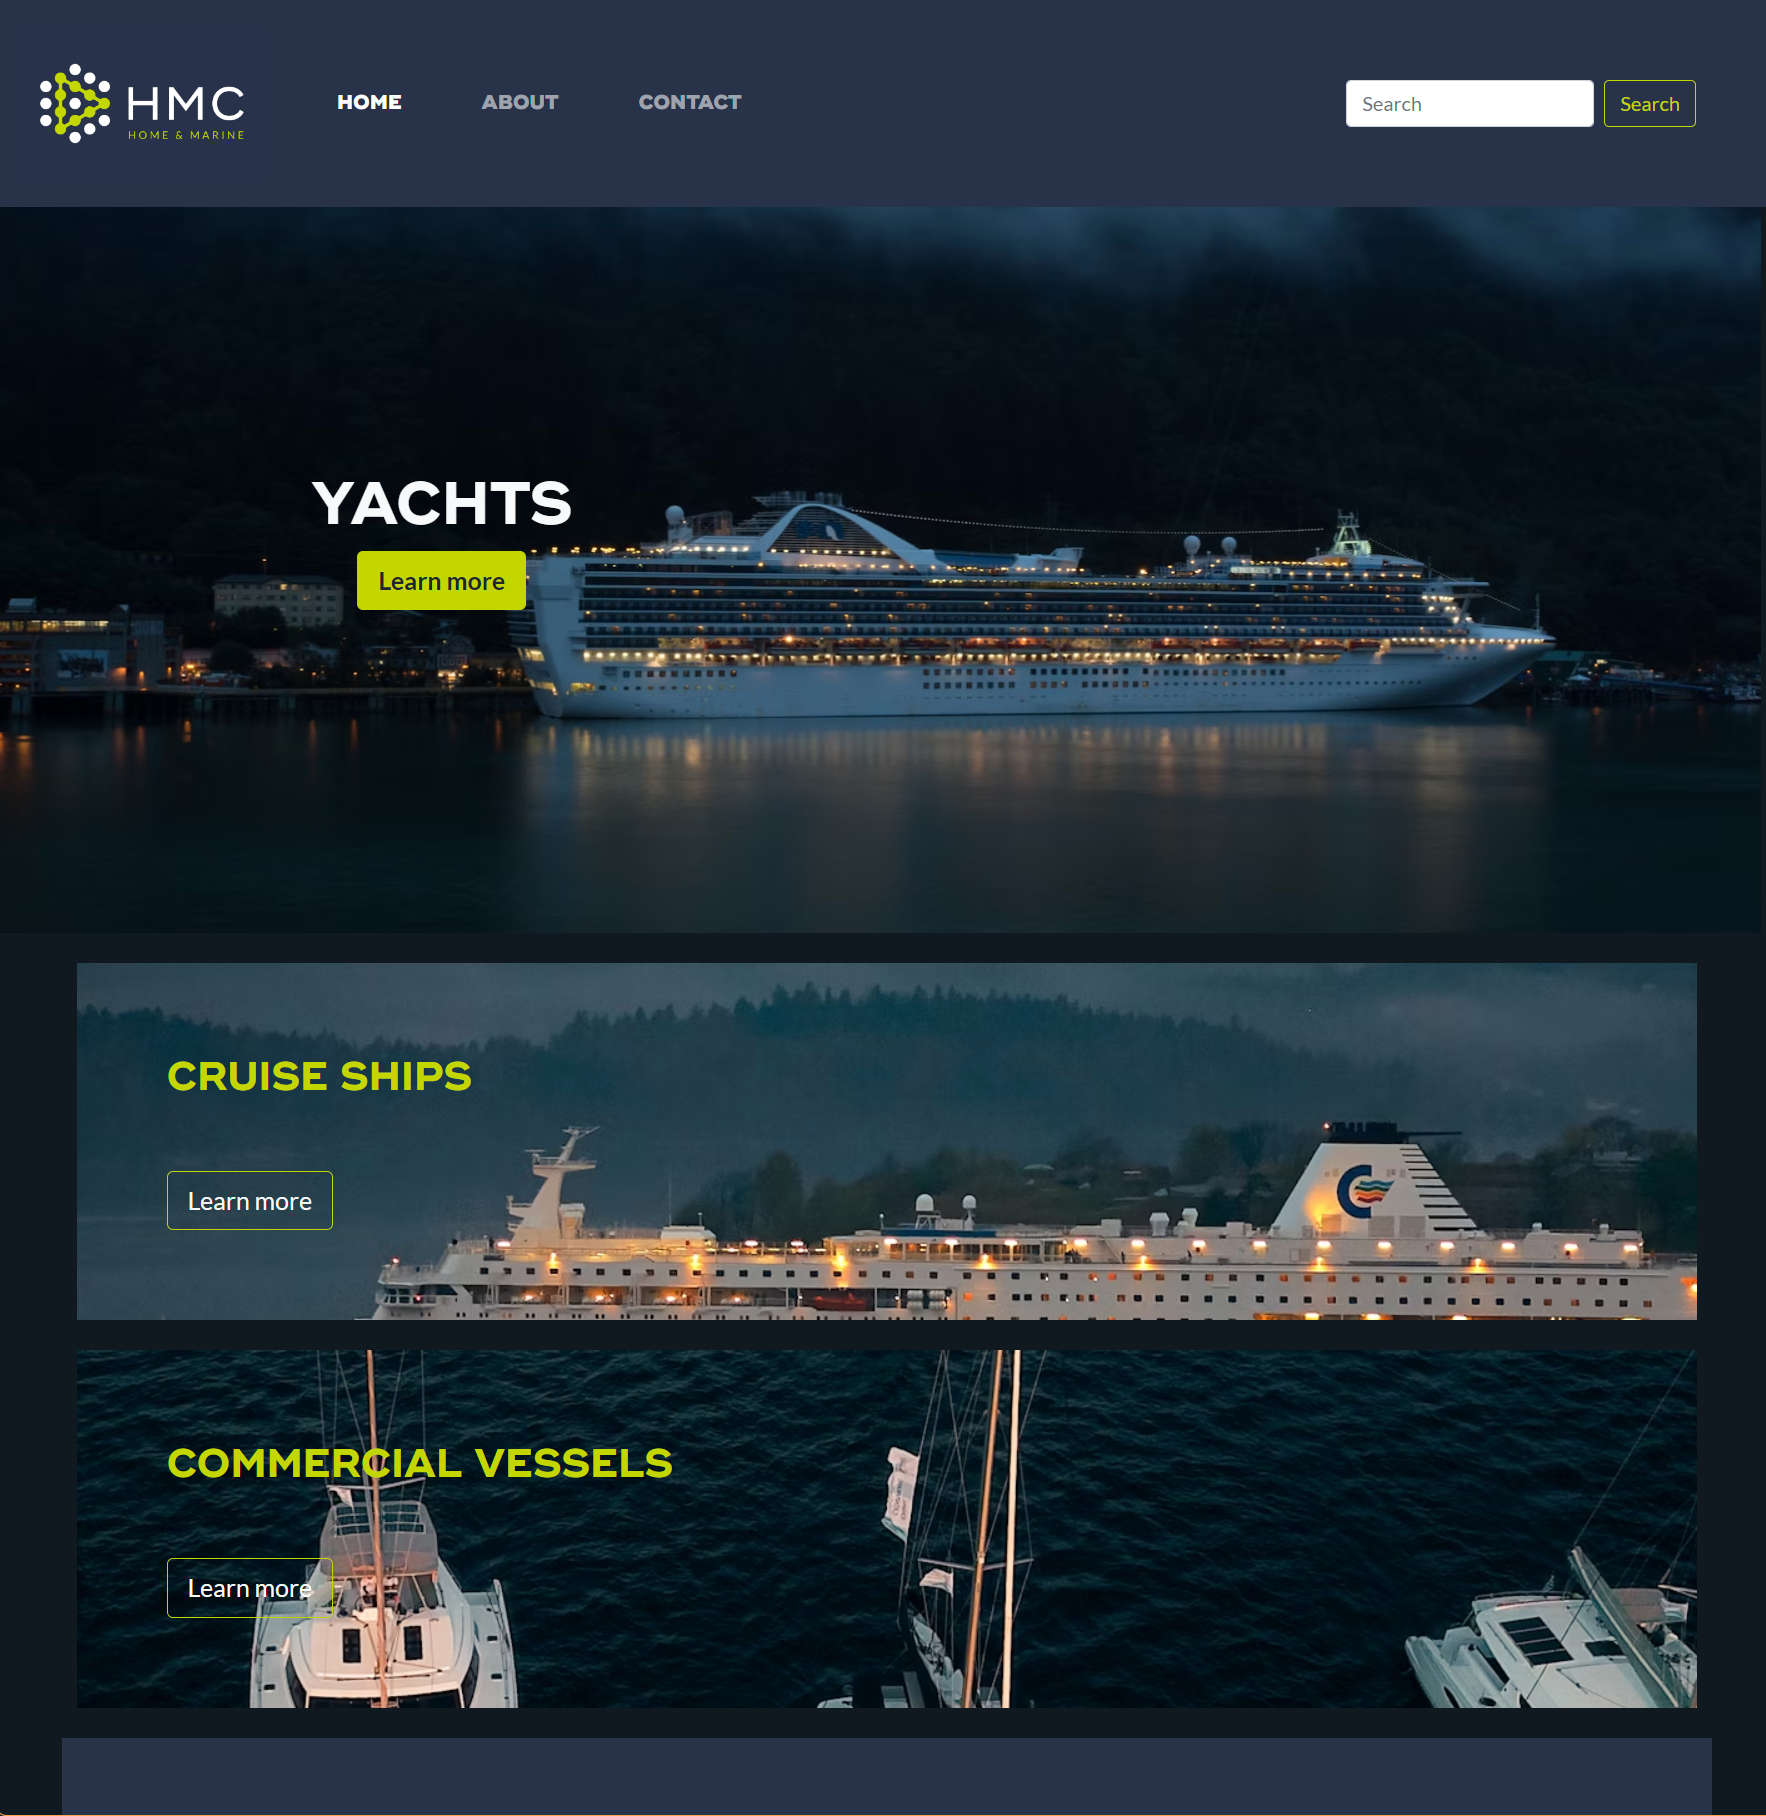 HMC
HOME & MARINE
HOME
ABOUT
CONTACT
Search
Search
YACHTS
Learn more
CRUISE SHIPS
Learn more
COMMERCIAL VESSELS
Learn more